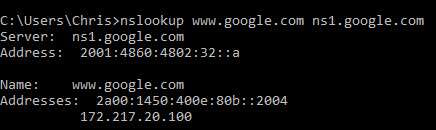 C:\Users\Chris>nslookup www.google.com ns1.google.com
Server:  ns1.google.com
Address:  2001:4860:4802:32::a
Name:    www.google.com
Addresses:  2a00:1450:400e:80b::2004
172.217.20.100